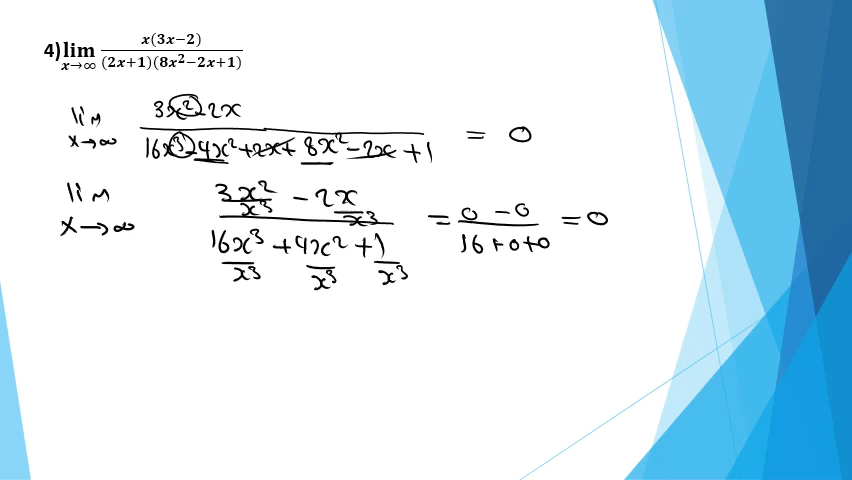 4) lim x→∞ x(3x−2) / (2x+1)(8x²−2x+1)
lim x→∞ 3x² - 2x / 16x³ - 4x² + 2x + 8x² - 2x + 1 = 0
lim x→∞ 3x²/x³ - 2x/x³ / 16x³/x³ + 4x²/x³ + 1/x³ = 0 - 0 / 16 + 0 + 0 = 0